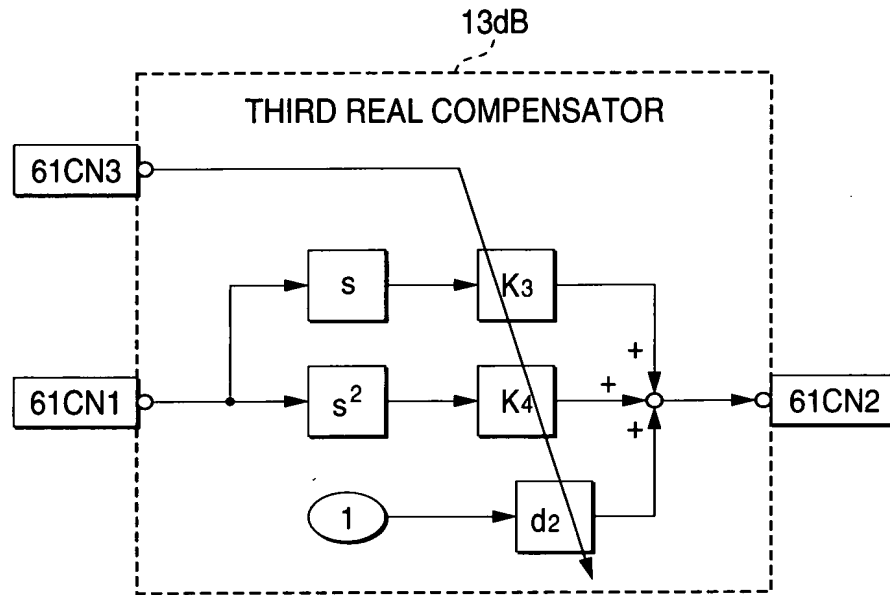 13dB
THIRD REAL COMPENSATOR
61CN3
s
K3
+
61CN1
s²
K4
+
61CN2
+
1
d2